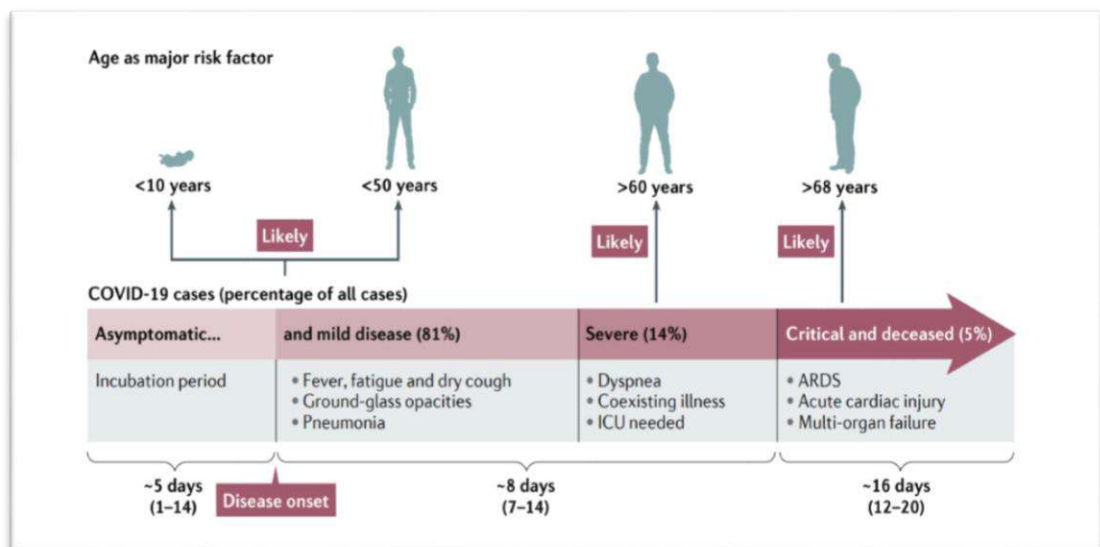 Age as major risk factor
<10 years
<50 years
>60 years
>68 years
Likely
Likely
Likely
COVID-19 cases (percentage of all cases)
Asymptomatic...
and mild disease (81%)
Severe (14%)
Critical and deceased (5%)
Incubation period
• Fever, fatigue and dry cough
• Ground-glass opacities
• Pneumonia
• Dyspnea
• Coexisting illness
• ICU needed
• ARDS
• Acute cardiac injury
• Multi-organ failure
~5 days
(1–14)
Disease onset
~8 days
(7–14)
~16 days
(12–20)